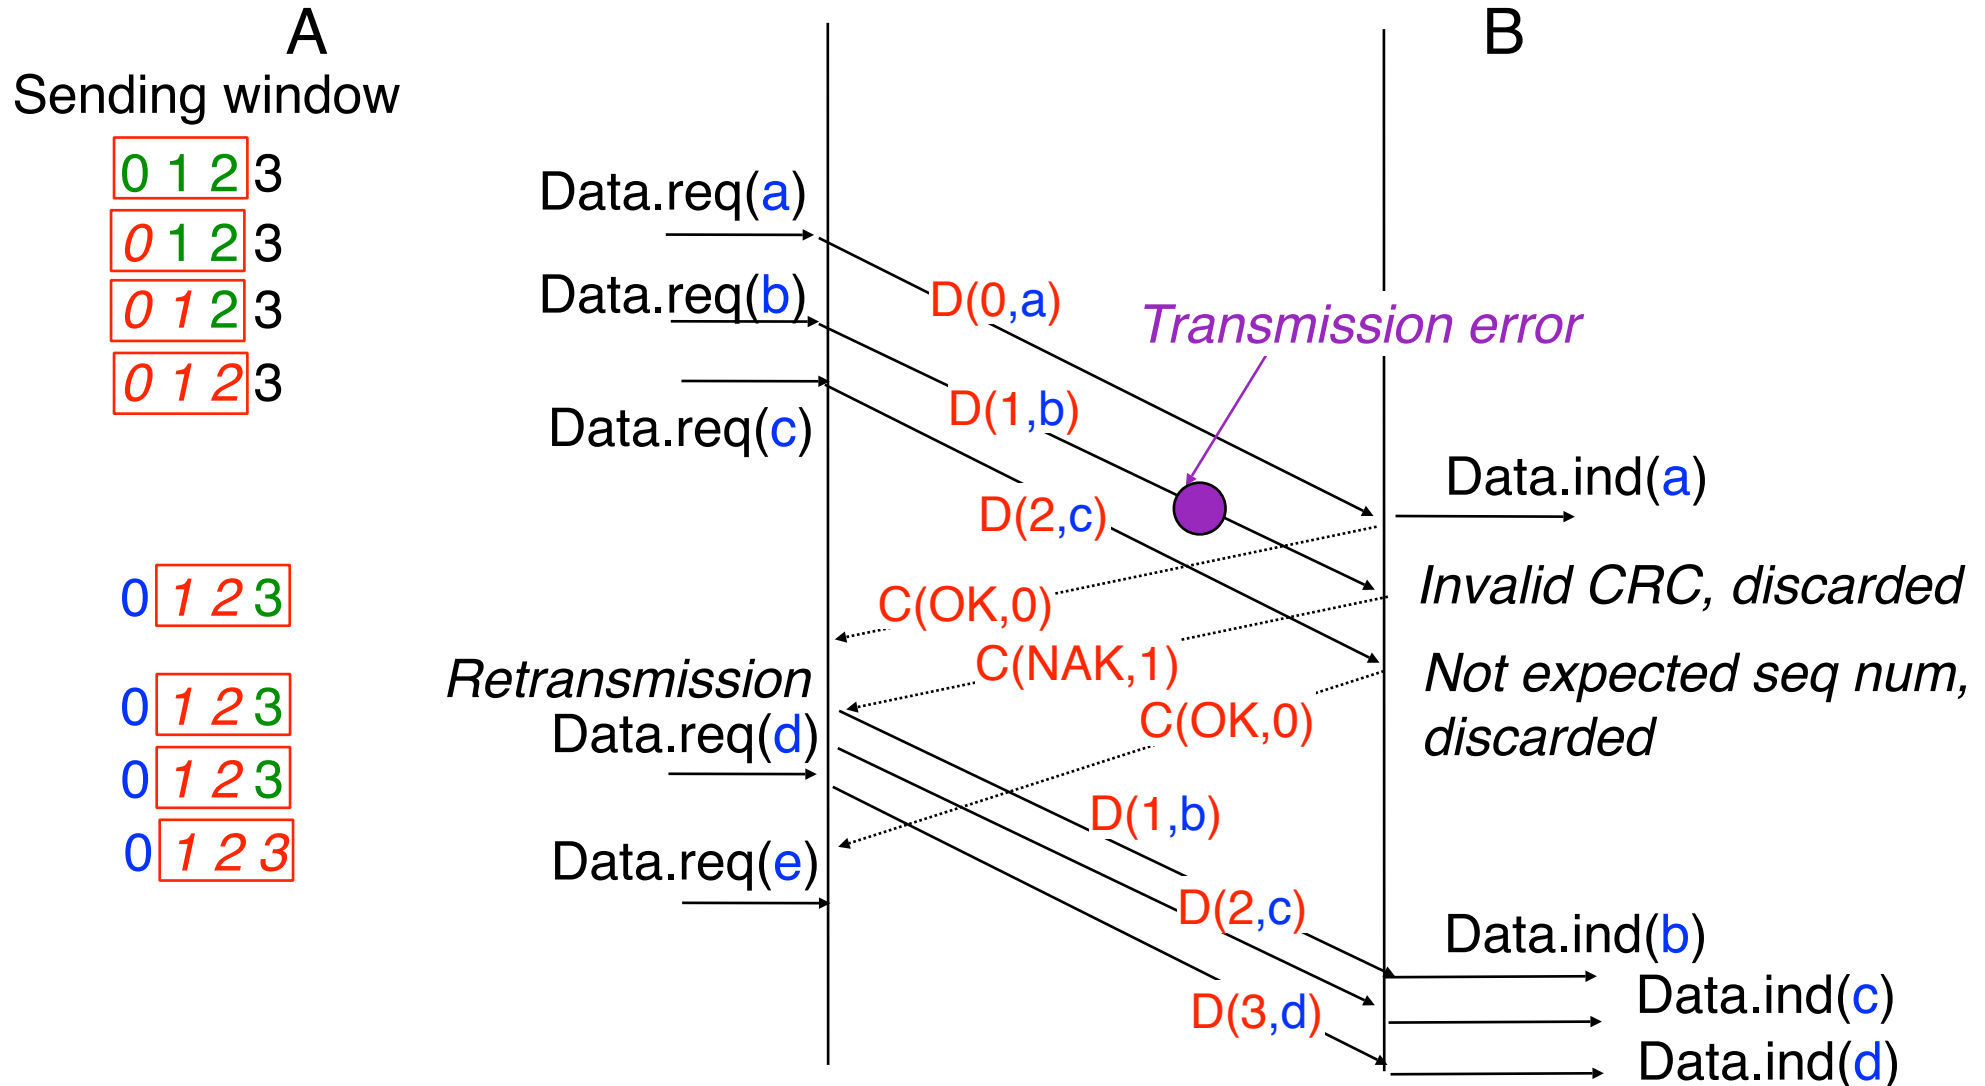 A
B
Sending window
0 1 2 3
Data.req(a)
0 1 2 3
Data.req(b)
D(0,a)
0 1 2 3
Transmission error
0 1 2 3
D(1,b)
Data.req(c)
Data.ind(a)
D(2,c)
0 1 2 3
C(OK,0)
Invalid CRC, discarded
Retransmission
C(NAK,1)
Not expected seq num,
discarded
0 1 2 3
Data.req(d)
C(OK,0)
0 1 2 3
D(1,b)
0 1 2 3
Data.req(e)
D(2,c)
Data.ind(b)
Data.ind(c)
D(3,d)
Data.ind(d)